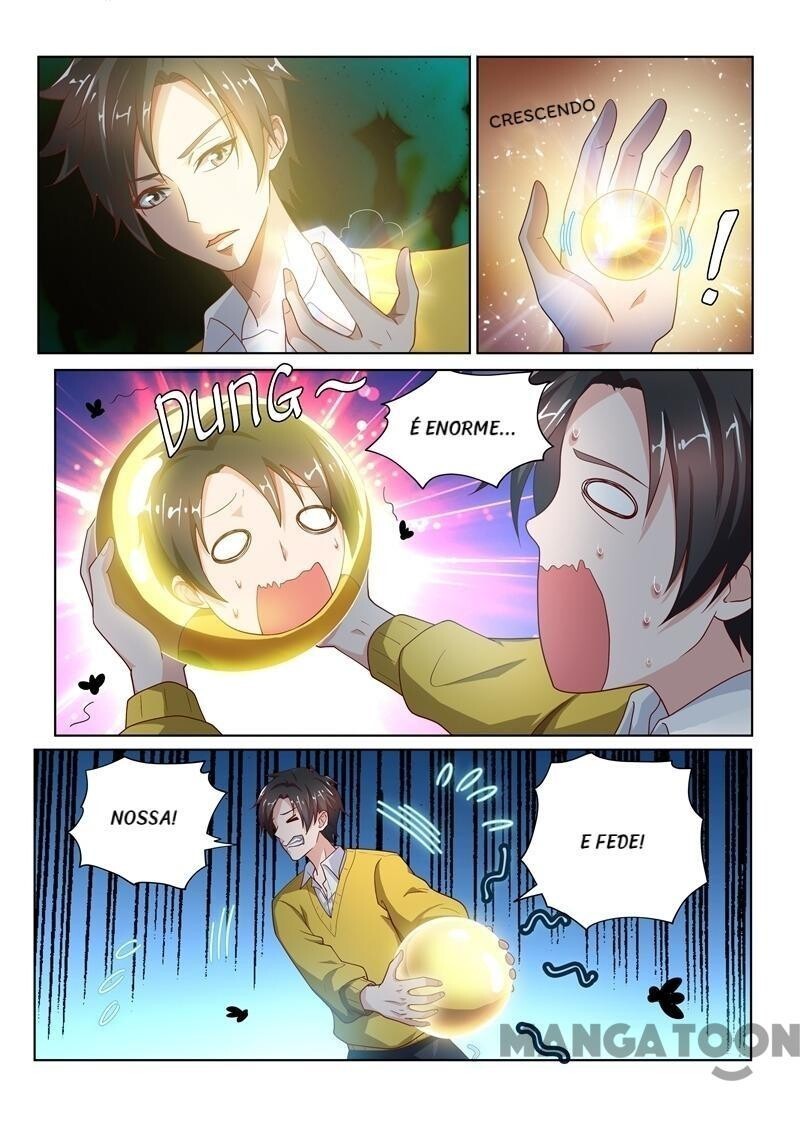 CRESCENDO
!
DUNG~
É ENORME...
NOSSA!
E FEDE!
MANGATOON